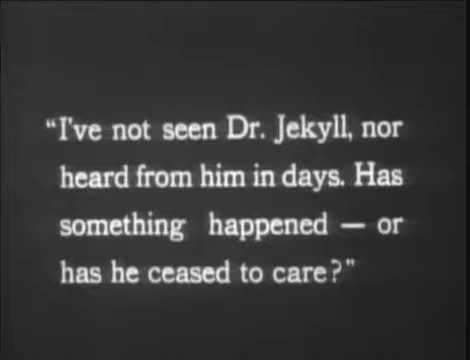 “I've not seen Dr. Jekyll, nor
heard from him in days. Has
something happened — or
has he ceased to care?”